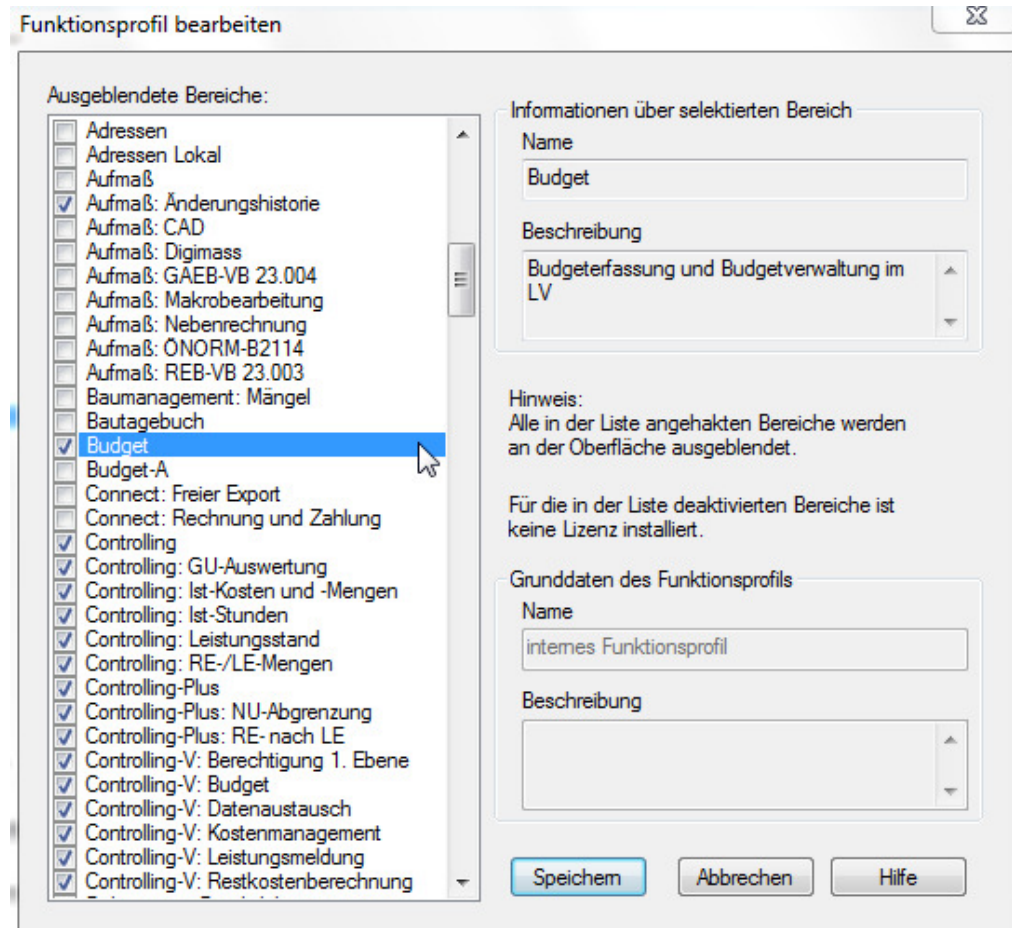 Funktionsprofil bearbeiten
Ausgeblendete Bereiche:
Adressen
Adressen Lokal
Aufmaß
Aufmaß: Änderungshistorie
Aufmaß: CAD
Aufmaß: Digimass
Aufmaß: GAEB-VB 23.004
Aufmaß: Makrobearbeitung
Aufmaß: Nebenrechnung
Aufmaß: ÖNORM-B2114
Aufmaß: REB-VB 23.003
Baumanagement: Mängel
Bautagebuch
Budget
Budget-A
Connect: Freier Export
Connect: Rechnung und Zahlung
Controlling
Controlling: GU-Auswertung
Controlling: Ist-Kosten und -Mengen
Controlling: Ist-Stunden
Controlling: Leistungsstand
Controlling: RE-/LE-Mengen
Controlling-Plus
Controlling-Plus: NU-Abgrenzung
Controlling-Plus: RE- nach LE
Controlling-V: Berechtigung 1. Ebene
Controlling-V: Budget
Controlling-V: Datenaustausch
Controlling-V: Kostenmanagement
Controlling-V: Leistungsmeldung
Controlling-V: Restkostenberechnung
Informationen über selektierten Bereich
Name
Budget
Beschreibung
Budgeterfassung und Budgetverwaltung im
LV
Hinweis:
Alle in der Liste angehakten Bereiche werden
an der Oberfläche ausgeblendet.
Für die in der Liste deaktivierten Bereiche ist
keine Lizenz installiert.
Grunddaten des Funktionsprofils
Name
internes Funktionsprofil
Beschreibung
Speichern
Abbrechen
Hilfe